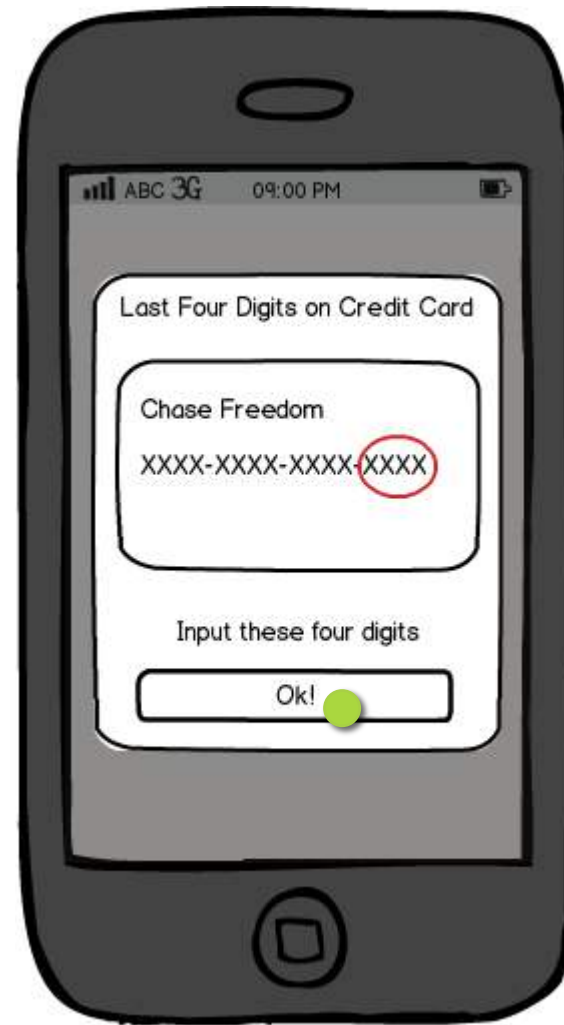 ABC 3G 09:00 PM
Last Four Digits on Credit Card
Chase Freedom
XXXX-XXXX-XXXX-XXXX
Input these four digits
Ok!